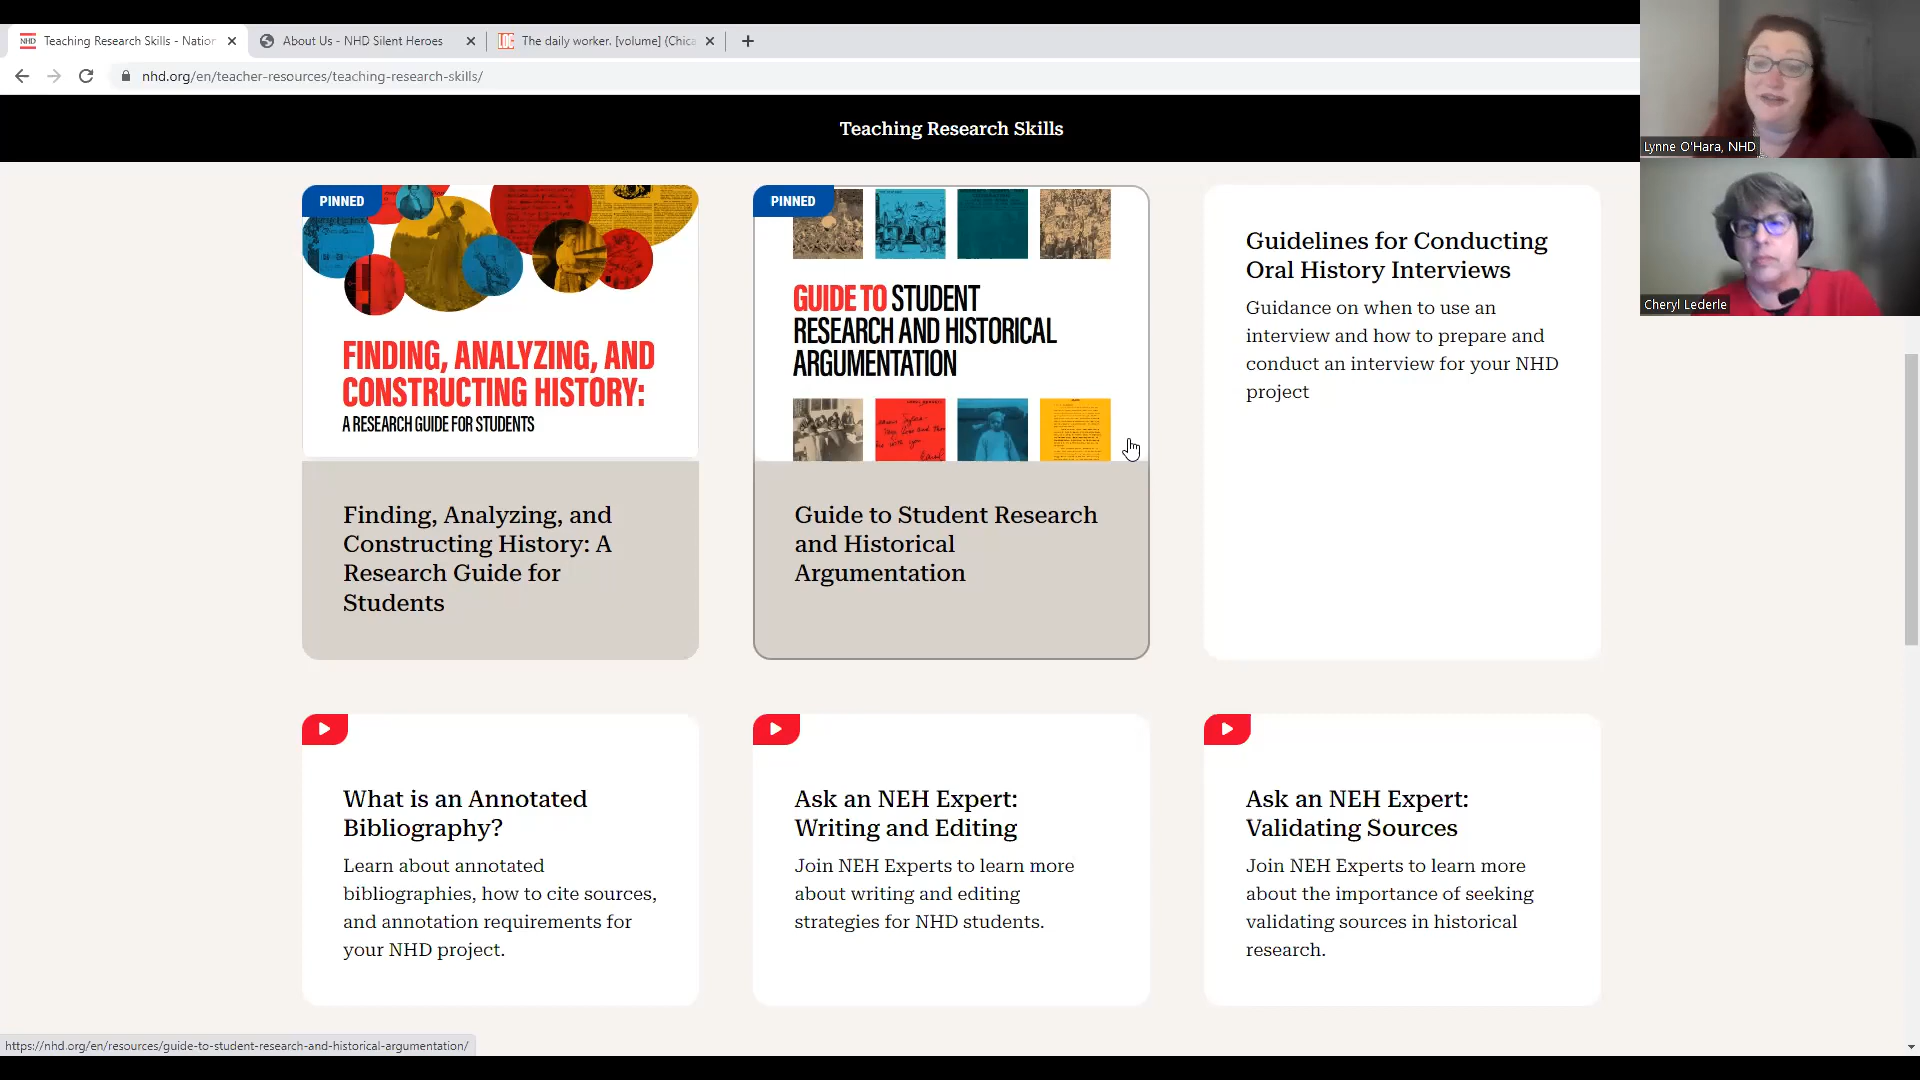 NHD Teaching Research Skills - Nation
About Us - NHD Silent Heroes
The daily worker. [volume] (Chica
nhd.org/en/teacher-resources/teaching-research-skills/
Teaching Research Skills
Lynne O'Hara, NHD
Cheryl Lederle
PINNED
FINDING, ANALYZING, AND
CONSTRUCTING HISTORY:
A RESEARCH GUIDE FOR STUDENTS
Finding, Analyzing, and
Constructing History: A
Research Guide for
Students
PINNED
GUIDE TO STUDENT
RESEARCH AND HISTORICAL
ARGUMENTATION
Guide to Student Research
and Historical
Argumentation
Guidelines for Conducting
Oral History Interviews
Guidance on when to use an
interview and how to prepare and
conduct an interview for your NHD
project
What is an Annotated
Bibliography?
Learn about annotated
bibliographies, how to cite sources,
and annotation requirements for
your NHD project.
Ask an NEH Expert:
Writing and Editing
Join NEH Experts to learn more
about writing and editing
strategies for NHD students.
Ask an NEH Expert:
Validating Sources
Join NEH Experts to learn more
about the importance of seeking
validating sources in historical
research.
https://nhd.org/en/resources/guide-to-student-research-and-historical-argumentation/